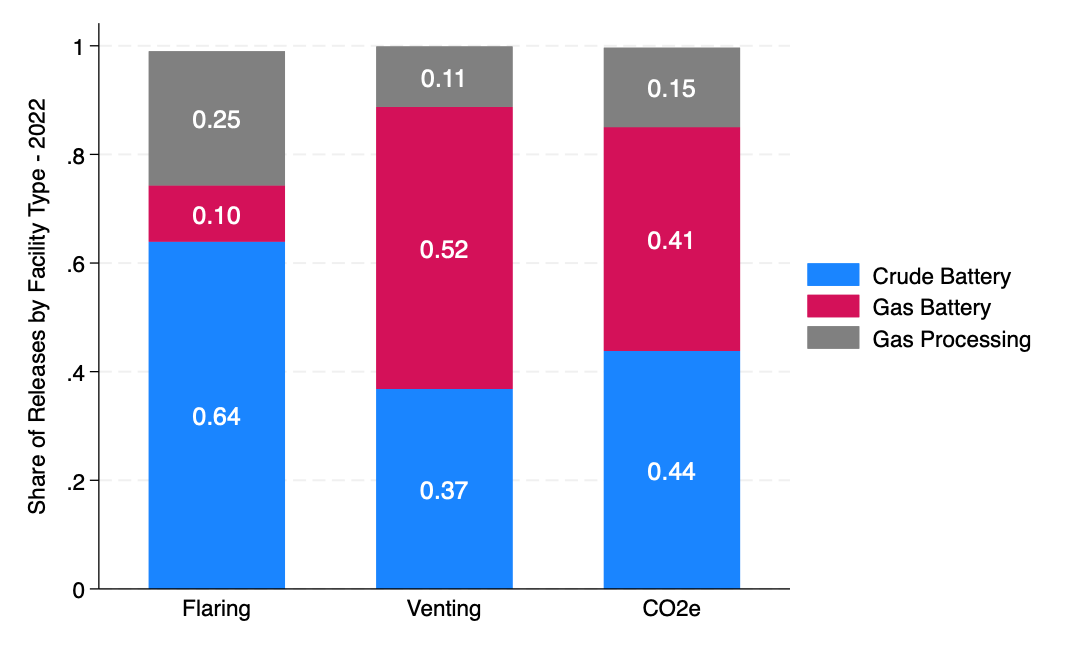 Share of Releases by Facility Type - 2022
1
.8
.6
.4
.2
0
0.25
0.10
0.64
0.11
0.52
0.37
0.15
0.41
0.44
Flaring
Venting
CO2e
Crude Battery
Gas Battery
Gas Processing